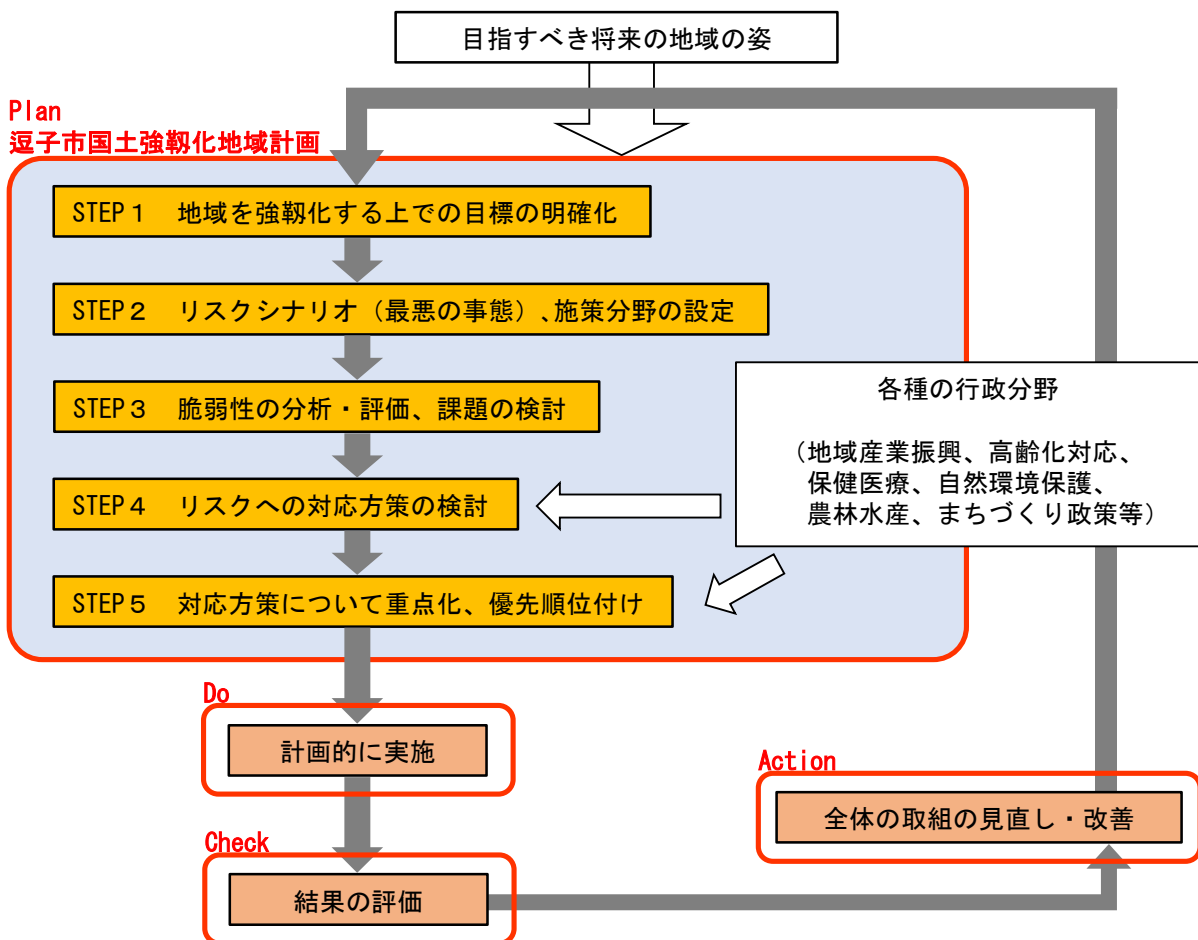 目指すべき将来の地域の姿
Plan
逗子市国土強靱化地域計画
STEP１　地域を強靱化する上での目標の明確化
STEP２　リスクシナリオ（最悪の事態）、施策分野の設定
STEP３　脆弱性の分析・評価、課題の検討
STEP４　リスクへの対応方策の検討
STEP５　対応方策について重点化、優先順位付け
各種の行政分野
（地域産業振興、高齢化対応、
保健医療、自然環境保護、
農林水産、まちづくり政策等）
Do
計画的に実施
Check
結果の評価
Action
全体の取組の見直し・改善